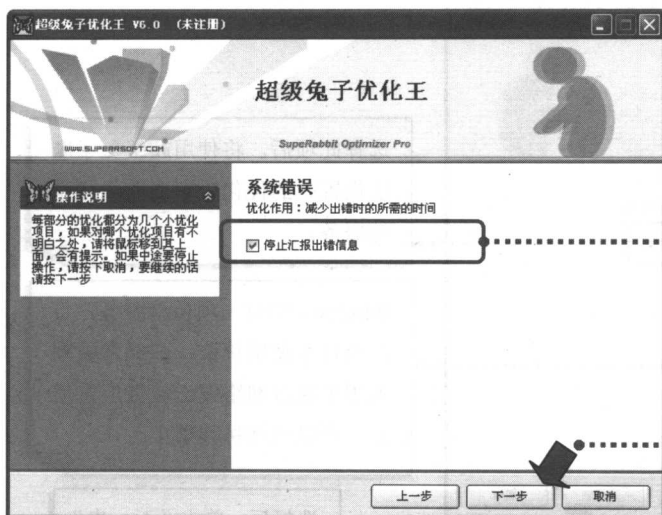 超级兔子优化王 V6.0 （未注册）
超级兔子优化王
WWW.SUPERRSOFT.COM
SupeRabbit Optimizer Pro
操作说明
每部分的优化都分为几个小优化
项目，如果对哪个优化项目有不
明白之处，请将鼠标移到其上
面，会有提示。如果中途要停止
操作，请按下取消，要继续的话
请按下一步
系统错误
优化作用：减少出错时的所需的时间
停止汇报出错信息
上一步
下一步
取消